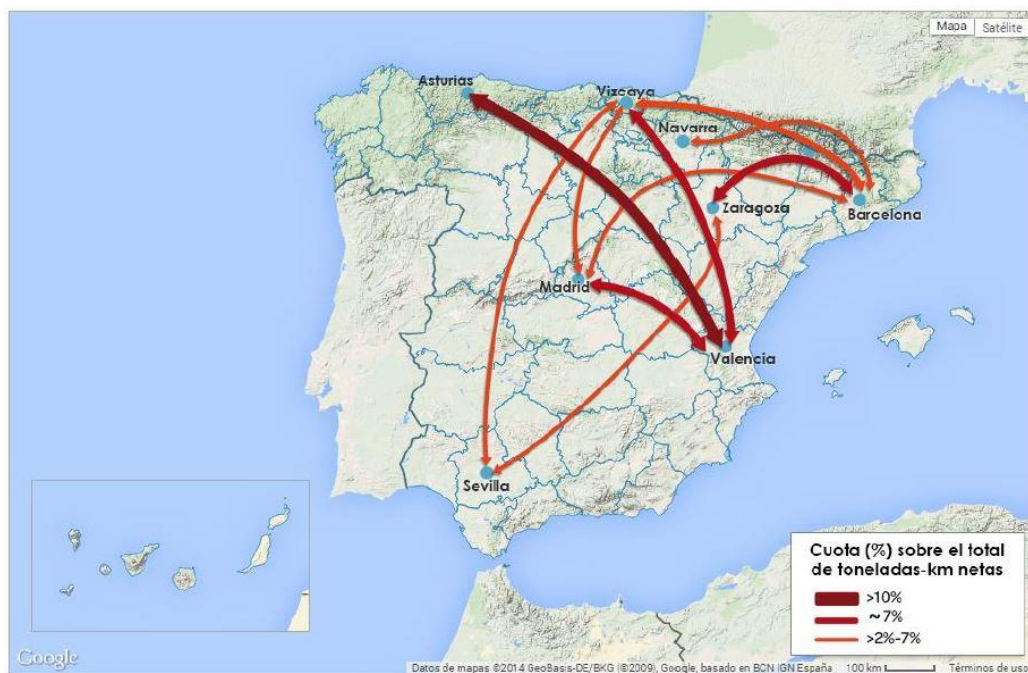 Mapa Satélite
Asturias
Vizcaya
Navarra
Zaragoza
Barcelona
Madrid
Valencia
Sevilla
Cuota (%) sobre el total
de toneladas-km netas
>10%
~7%
>2%-7%
Google
Datos de mapas ©2014 GeoBasis-DE/BKG (©2009), Google, basado en BCN IGN España 100 km Términos de uso